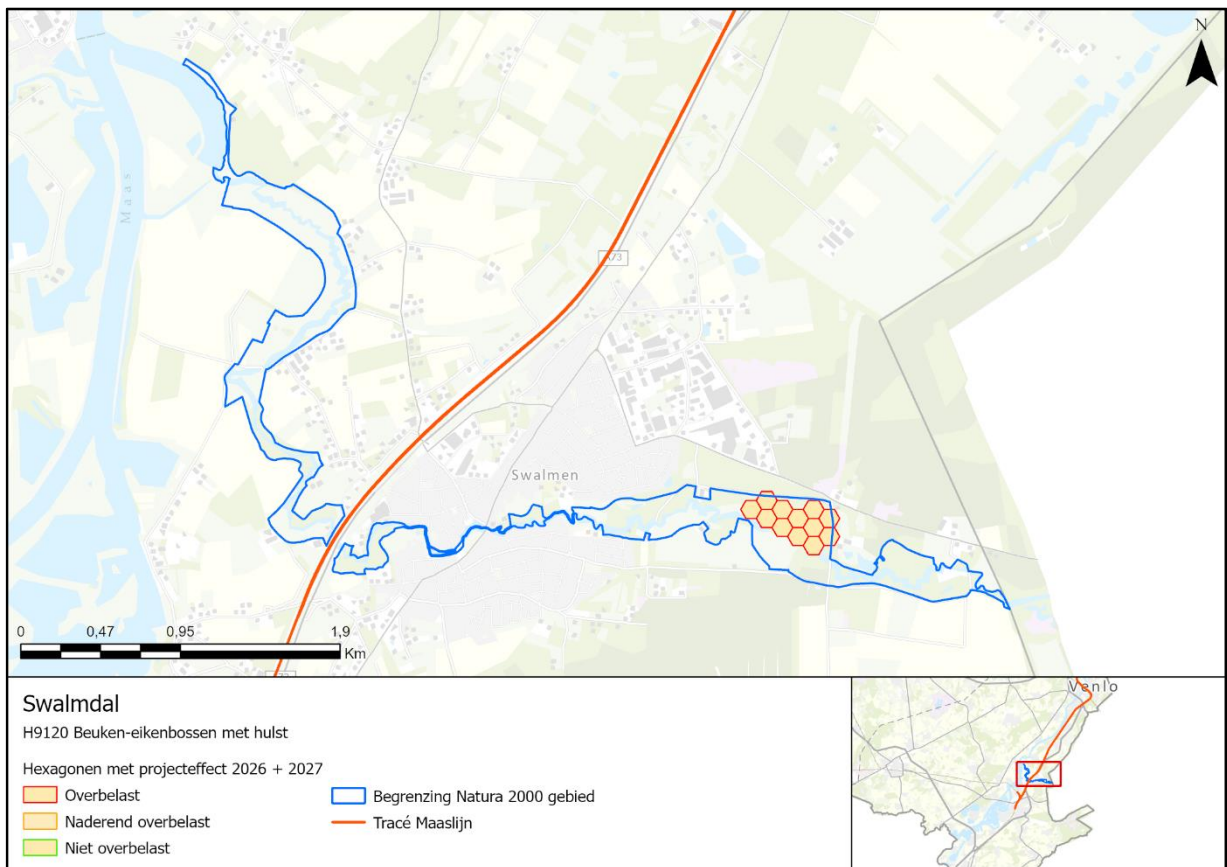 N
Maas
A73
Swalmen
0 0,47 0,95 1,9
Km
Swalmdal
H9120 Beuken-eikenbossen met hulst
Hexagonen met projecteffect 2026 + 2027
Overbelast
Naderend overbelast
Niet overbelast
Begrenzing Natura 2000 gebied
Tracé Maaslijn
Venlo